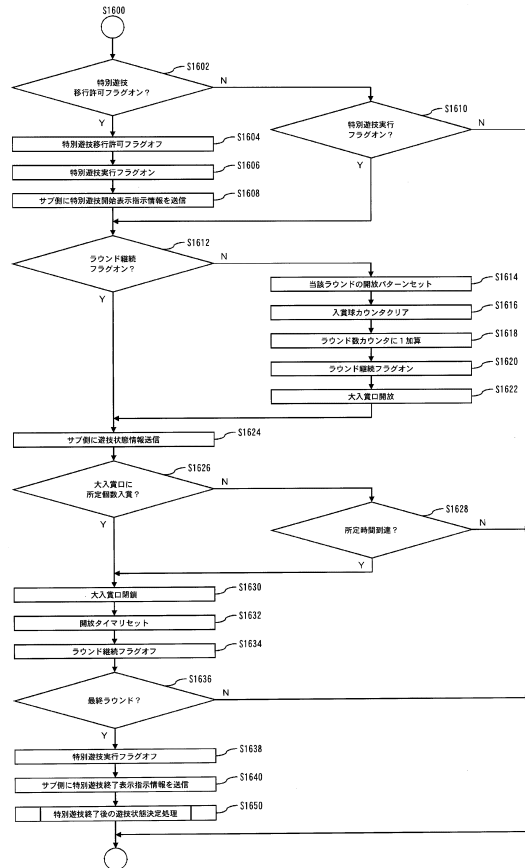 S1600
S1602
特別遊技
移行許可フラグオン？
N
Y
S1610
特別遊技実行
フラグオン？
N
Y
S1604
特別遊技移行許可フラグオフ
S1606
特別遊技実行フラグオン
S1608
サブ側に特別遊技開始表示指示情報を送信
S1612
ラウンド継続
フラグオン？
N
Y
S1614
当該ラウンドの開放パターンセット
S1616
入賞球カウンタクリア
S1618
ラウンド数カウンタに１加算
S1620
ラウンド継続フラグオン
S1622
大入賞口開放
S1624
サブ側に遊技状態情報送信
S1626
大入賞口に
所定個数入賞？
N
Y
S1628
所定時間到達？
N
Y
S1630
大入賞口閉鎖
S1632
開放タイマリセット
S1634
ラウンド継続フラグオフ
S1636
最終ラウンド？
N
Y
S1638
特別遊技実行フラグオフ
S1640
サブ側に特別遊技終了表示指示情報を送信
S1650
特別遊技終了後の遊技状態決定処理